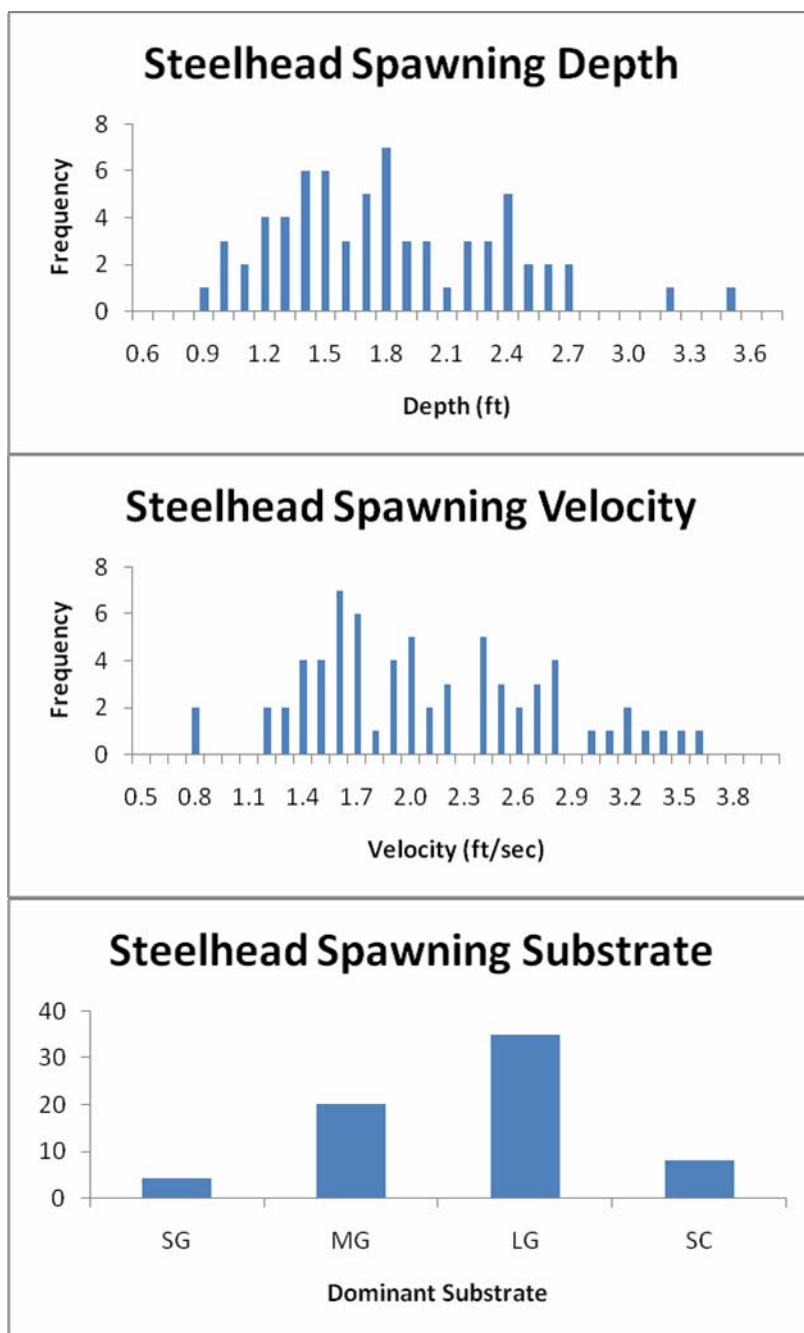 Steelhead Spawning Depth
8
6
4
2
0
Frequency
0.6 0.9 1.2 1.5 1.8 2.1 2.4 2.7 3.0 3.3 3.6
Depth (ft)
Steelhead Spawning Velocity
8
6
4
2
0
Frequency
0.5 0.8 1.1 1.4 1.7 2.0 2.3 2.6 2.9 3.2 3.5 3.8
Velocity (ft/sec)
Steelhead Spawning Substrate
40
30
20
10
0
SG MG LG SC
Dominant Substrate